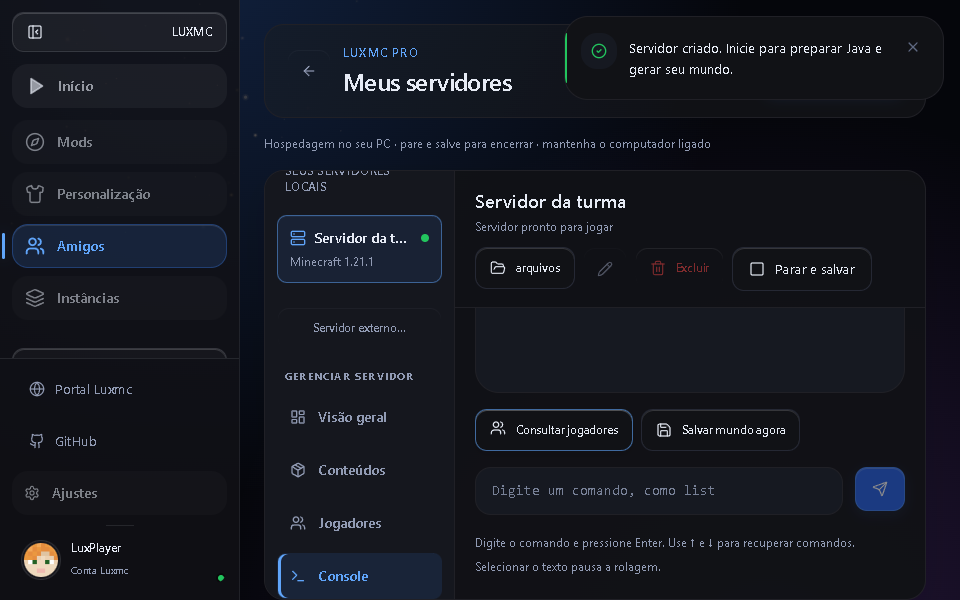 LUXMC
Início
Mods
Personalização
Amigos
Instâncias
Portal Luxmc
GitHub
Ajustes
LuxPlayer
Conta Luxmc
LUXMC PRO
Meus servidores
Servidor criado. Inicie para preparar Java e
gerar seu mundo.
Hospedagem no seu PC · pare e salve para encerrar · mantenha o computador ligado
SEUS SERVIDORES
LOCAIS
Servidor da t...
Minecraft 1.21.1
Servidor externo...
GERENCIAR SERVIDOR
Visão geral
Conteúdos
Jogadores
Console
Servidor da turma
Servidor pronto para jogar
arquivos
Excluir
Parar e salvar
Consultar jogadores
Salvar mundo agora
Digite um comando, como list
Digite o comando e pressione Enter. Use ↑ e ↓ para recuperar comandos.
Selecionar o texto pausa a rolagem.